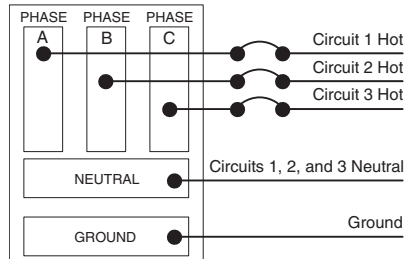 PHASE PHASE PHASE
A B C
Circuit 1 Hot
Circuit 2 Hot
Circuit 3 Hot
NEUTRAL
Circuits 1, 2, and 3 Neutral
GROUND
Ground